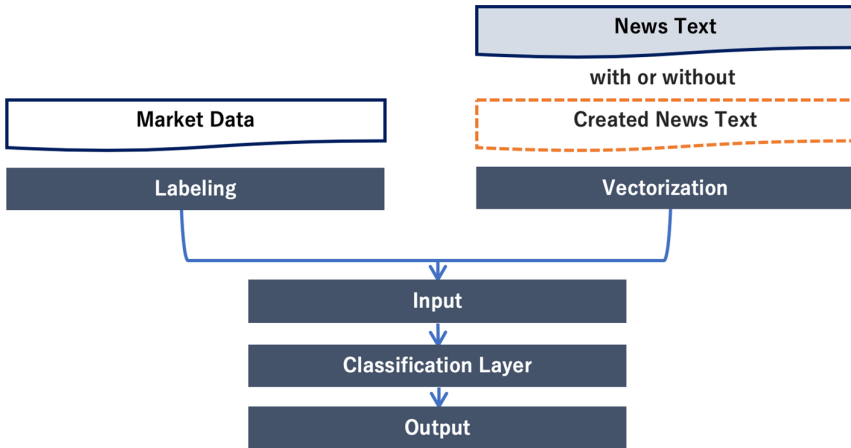 News Text
with or without
Market Data
Created News Text
Labeling
Vectorization
Input
Classification Layer
Output